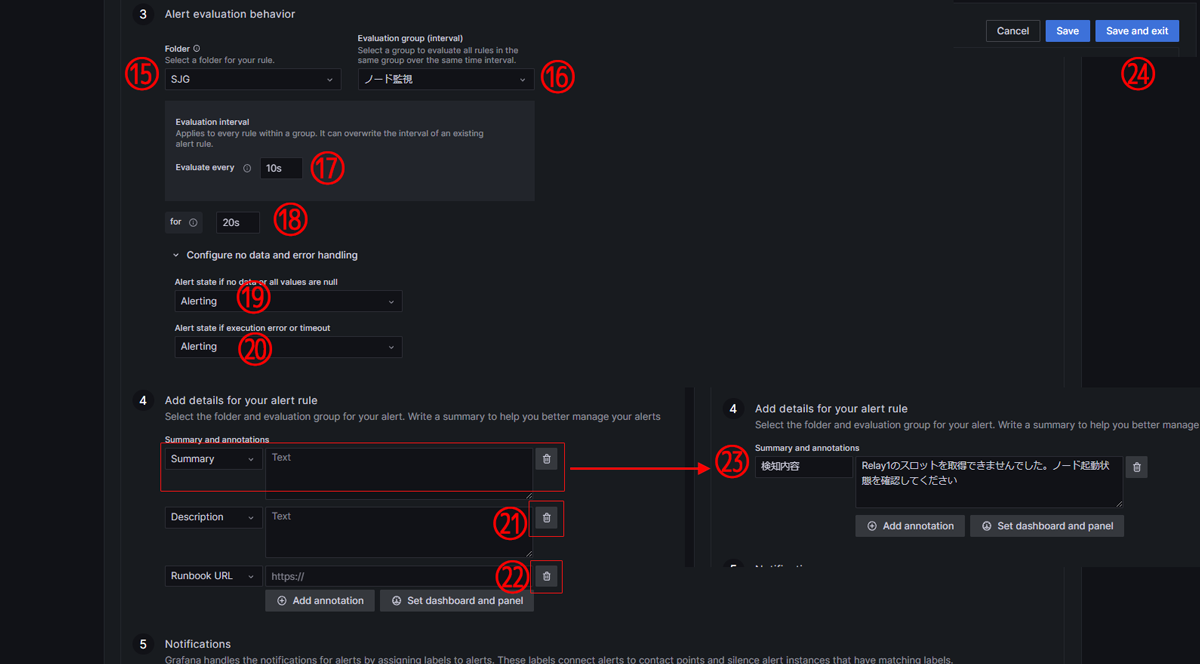 3 Alert evaluation behavior
Cancel Save Save and exit
㉔
Folder
Select a folder for your rule.
⑮ SJG
Evaluation group (interval)
Select a group to evaluate all rules in the
same group over the same time interval.
ノード監視 ⑯
Evaluation interval
Applies to every rule within a group. It can overwrite the interval of an existing
alert rule.
Evaluate every 10s ⑰
for 20s ⑱
Configure no data and error handling
Alert state if no data or all values are null
Alerting ⑲
Alert state if execution error or timeout
Alerting ⑳
4 Add details for your alert rule
Select the folder and evaluation group for your alert. Write a summary to help you better manage your alerts
Summary and annotations
Summary Text
Description Text ㉑
Runbook URL https:// ㉒
Add annotation Set dashboard and panel
4 Add details for your alert rule
Select the folder and evaluation group for your alert. Write a summary to help you better manage
Summary and annotations
㉓ 検知内容 Relay1のスロットを取得できませんでした。ノード起動状
態を確認してください
Add annotation Set dashboard and panel
5 Notifications
Grafana handles the notifications for alerts by assigning labels to alerts. These labels connect alerts to contact points and silence alert instances that have matching labels.